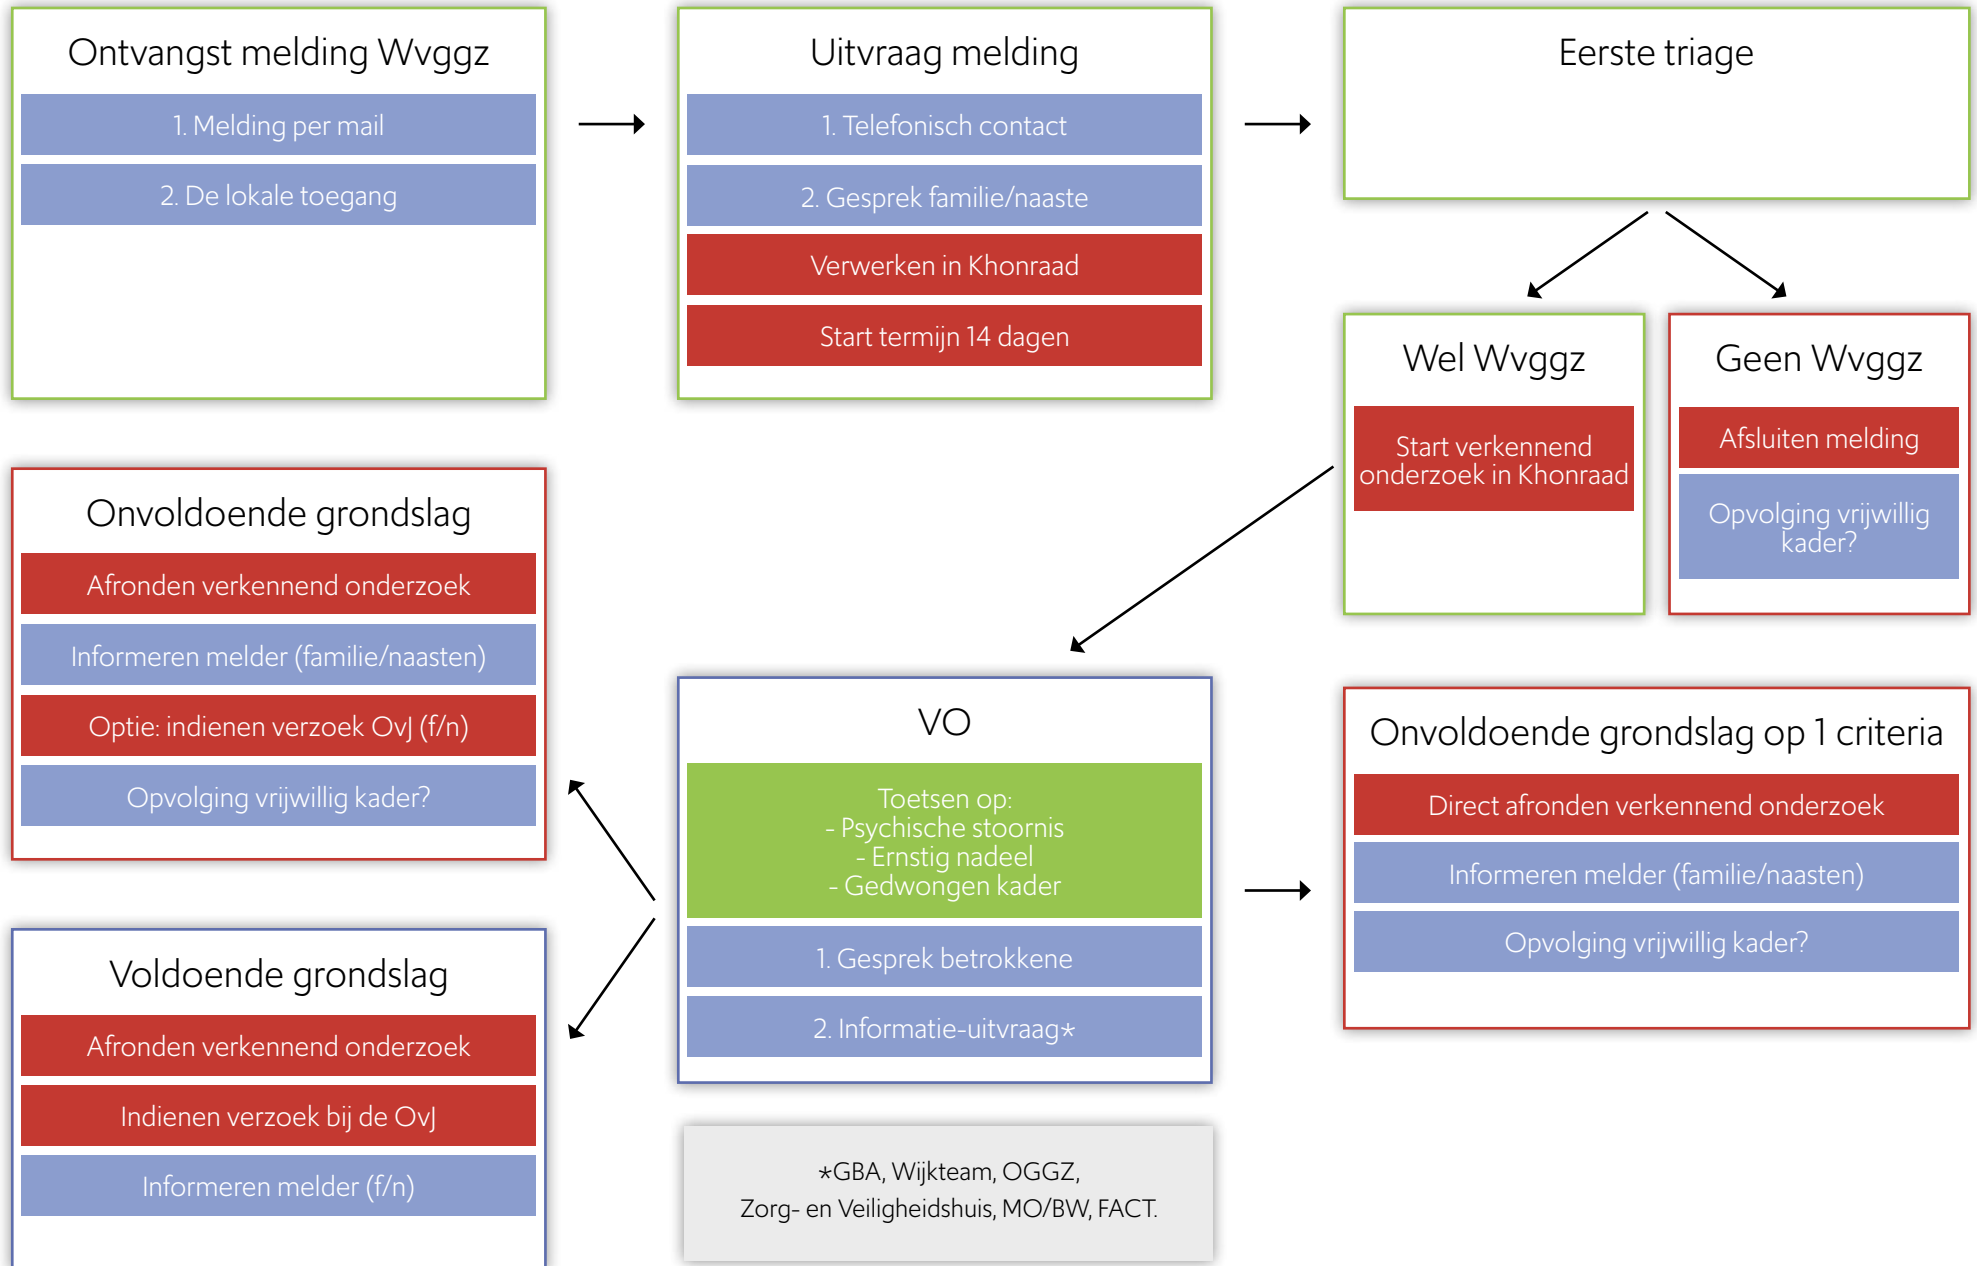 Ontvangst melding Wvggz
1. Melding per mail
2. De lokale toegang
Uitvraag melding
1. Telefonisch contact
2. Gesprek familie/naaste
Verwerken in Khonraad
Start termijn 14 dagen
Eerste triage
Wel Wvggz
Start verkennend
onderzoek in Khonraad
Geen Wvggz
Afsluiten melding
Opvolging vrijwillig
kader?
VO
Toetsen op:
- Psychische stoornis
- Ernstig nadeel
- Gedwongen kader
1. Gesprek betrokkene
2. Informatie-uitvraag*
*GBA, Wijkteam, OGGZ,
Zorg- en Veiligheidshuis, MO/BW, FACT.
Onvoldoende grondslag op 1 criteria
Direct afronden verkennend onderzoek
Informeren melder (familie/naasten)
Opvolging vrijwillig kader?
Onvoldoende grondslag
Afronden verkennend onderzoek
Informeren melder (familie/naasten)
Optie: indienen verzoek OvJ (f/n)
Opvolging vrijwillig kader?
Voldoende grondslag
Afronden verkennend onderzoek
Indienen verzoek bij de OvJ
Informeren melder (f/n)